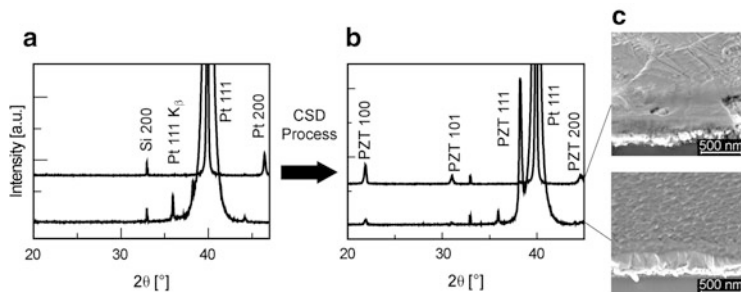 a
Intensity [a.u.]
Si 200
Pt 111 Kβ
Pt 111
Pt 200
20
30
40
2θ [°]
CSD
Process
b
PZT 100
PZT 101
PZT 111
Pt 111
PZT 200
20
30
40
2θ [°]
c
500 nm
500 nm